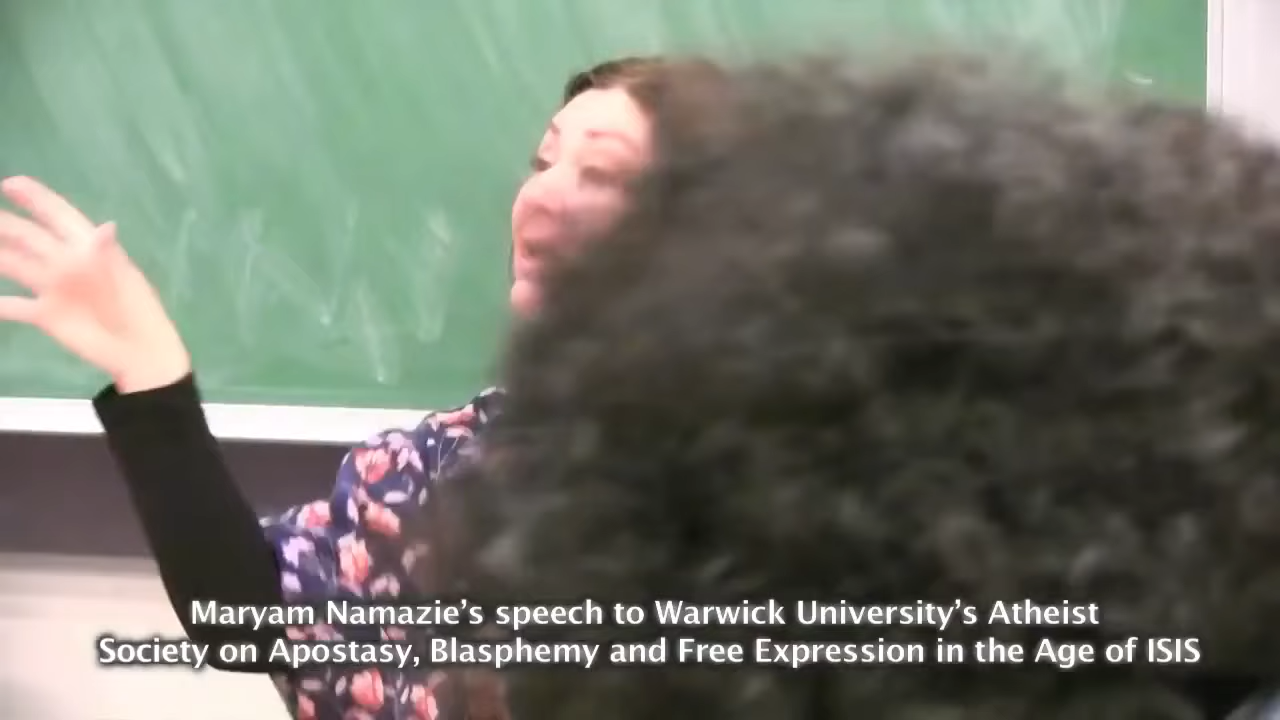 Maryam Namazie’s speech to Warwick University’s Atheist
Society on Apostasy, Blasphemy and Free Expression in the Age of ISIS